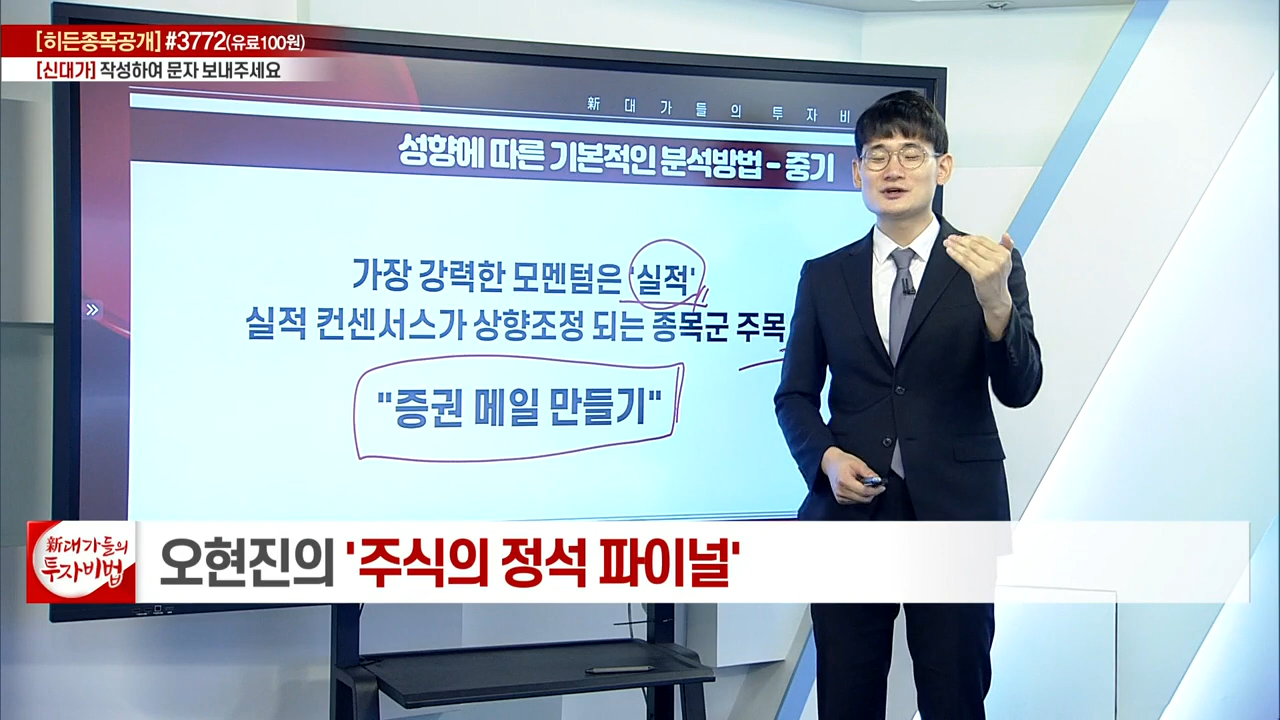 [히든종목공개] #3772(유료100원)
[신대가] 작성하여 문자 보내주세요
新 대 가 들 의 투 자 비
성향에 따른 기본적인 분석방법 - 중기
가장 강력한 모멘텀은 '실적'
실적 컨센서스가 상향조정 되는 종목군 주목
"증권 메일 만들기"
新대가들의
투자비법
오현진의 '주식의 정석 파이널'